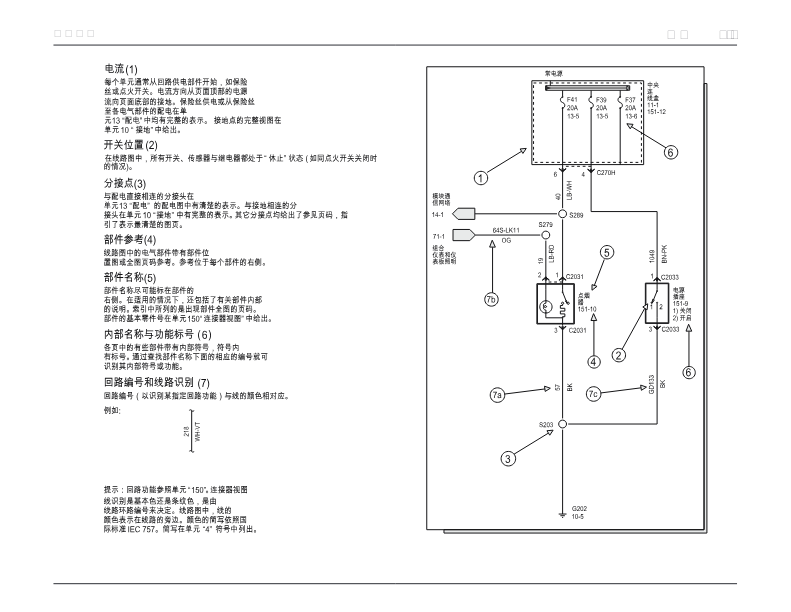 电流(1)
每个单元通常从回路供电部件开始，如保险
丝或点火开关。电流方向从页面顶部的电源
流向页面底部的接地。保险丝供电或从保险丝
至各电气部件的配电在单
元13 “配电” 中均有完整的表示。 接地点的完整视图在
单元 10 “ 接地” 中给出。
开关位置(2)
在线路图中，所有开关、传感器与继电器都处于“ 休止” 状态 ( 如同点火开关关闭时
的情况)。
分接点(3)
与配电直接相连的分接头在
单元13 “配电” 的配电图中有清楚的表示。与接地相连的分
接头在单元 10 “接地” 中有完整的表示。其它分接点均给出了参见页码，指
引了表示最清楚的图页。
部件参考(4)
线路图中的电气部件带有部件位
置图或全图页码参考。参考位于每个部件的右侧。
部件名称(5)
部件名称尽可能标在部件的
右侧。在适用的情况下，还包括了有关部件内部
的说明。索引中所列的是出现部件全图的页码。
部件的基本零件号在单元150“连接器视图” 中给出。
内部名称与功能标号 (6)
各页中的有些部件带有内部符号，符号内
有标号。通过查找部件名称下面的相应的编号就可
识别其内部符号或功能。
回路编号和线路识别 (7)
回路编号（以识别某指定回路功能）与线的颜色相对应。
例如:
218
WH-VT
提示：回路功能参照单元 “150”，连接器视图
线识别是基本色还是条纹色，是由
线路环路编号来决定。线路图中，线的
颜色表示在线路的旁边。颜色的简写依照国
际标准 IEC 757。简写在单元 “4” 符号中列出。
常电源
F41
20A
13-5
F39
20A
13-5
F37
20A
13-6
中央
连
线盒
11-1
151-12
1
6
6
4
C270H
40
LB-WH
模块通
信网络
14-1
S289
S279
71-1
64S-LK11
OG
组合
仪表和仪
表板照明
19
LB-RD
7b
5
1049
BN-PK
2
1
C2031
1
C2033
点烟
器
151-10
电源
插座
151-9
1) 关闭
2) 开启
1
2
3
C2031
3
C2033
4
2
6
7a
57
BK
7c
GD133
BK
S203
3
G202
10-5